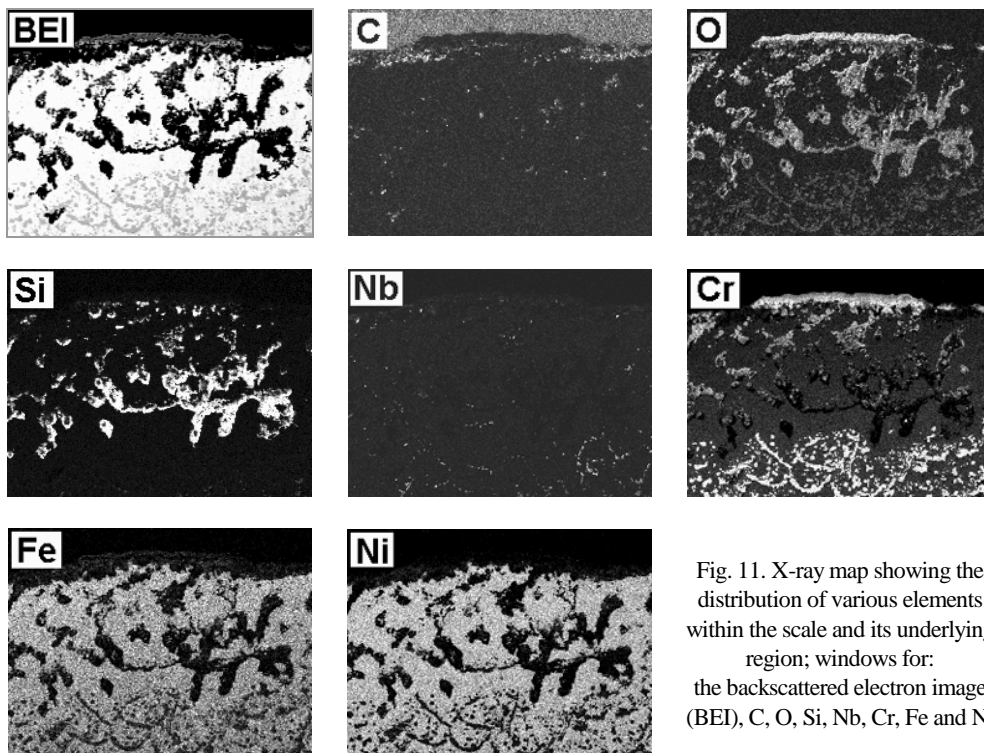 BEI
C
O
Si
Nb
Cr
Fe
Ni
Fig. 11. X-ray map showing the
distribution of various elements
within the scale and its underlying
region; windows for:
the backscattered electron image
(BEI), C, O, Si, Nb, Cr, Fe and N